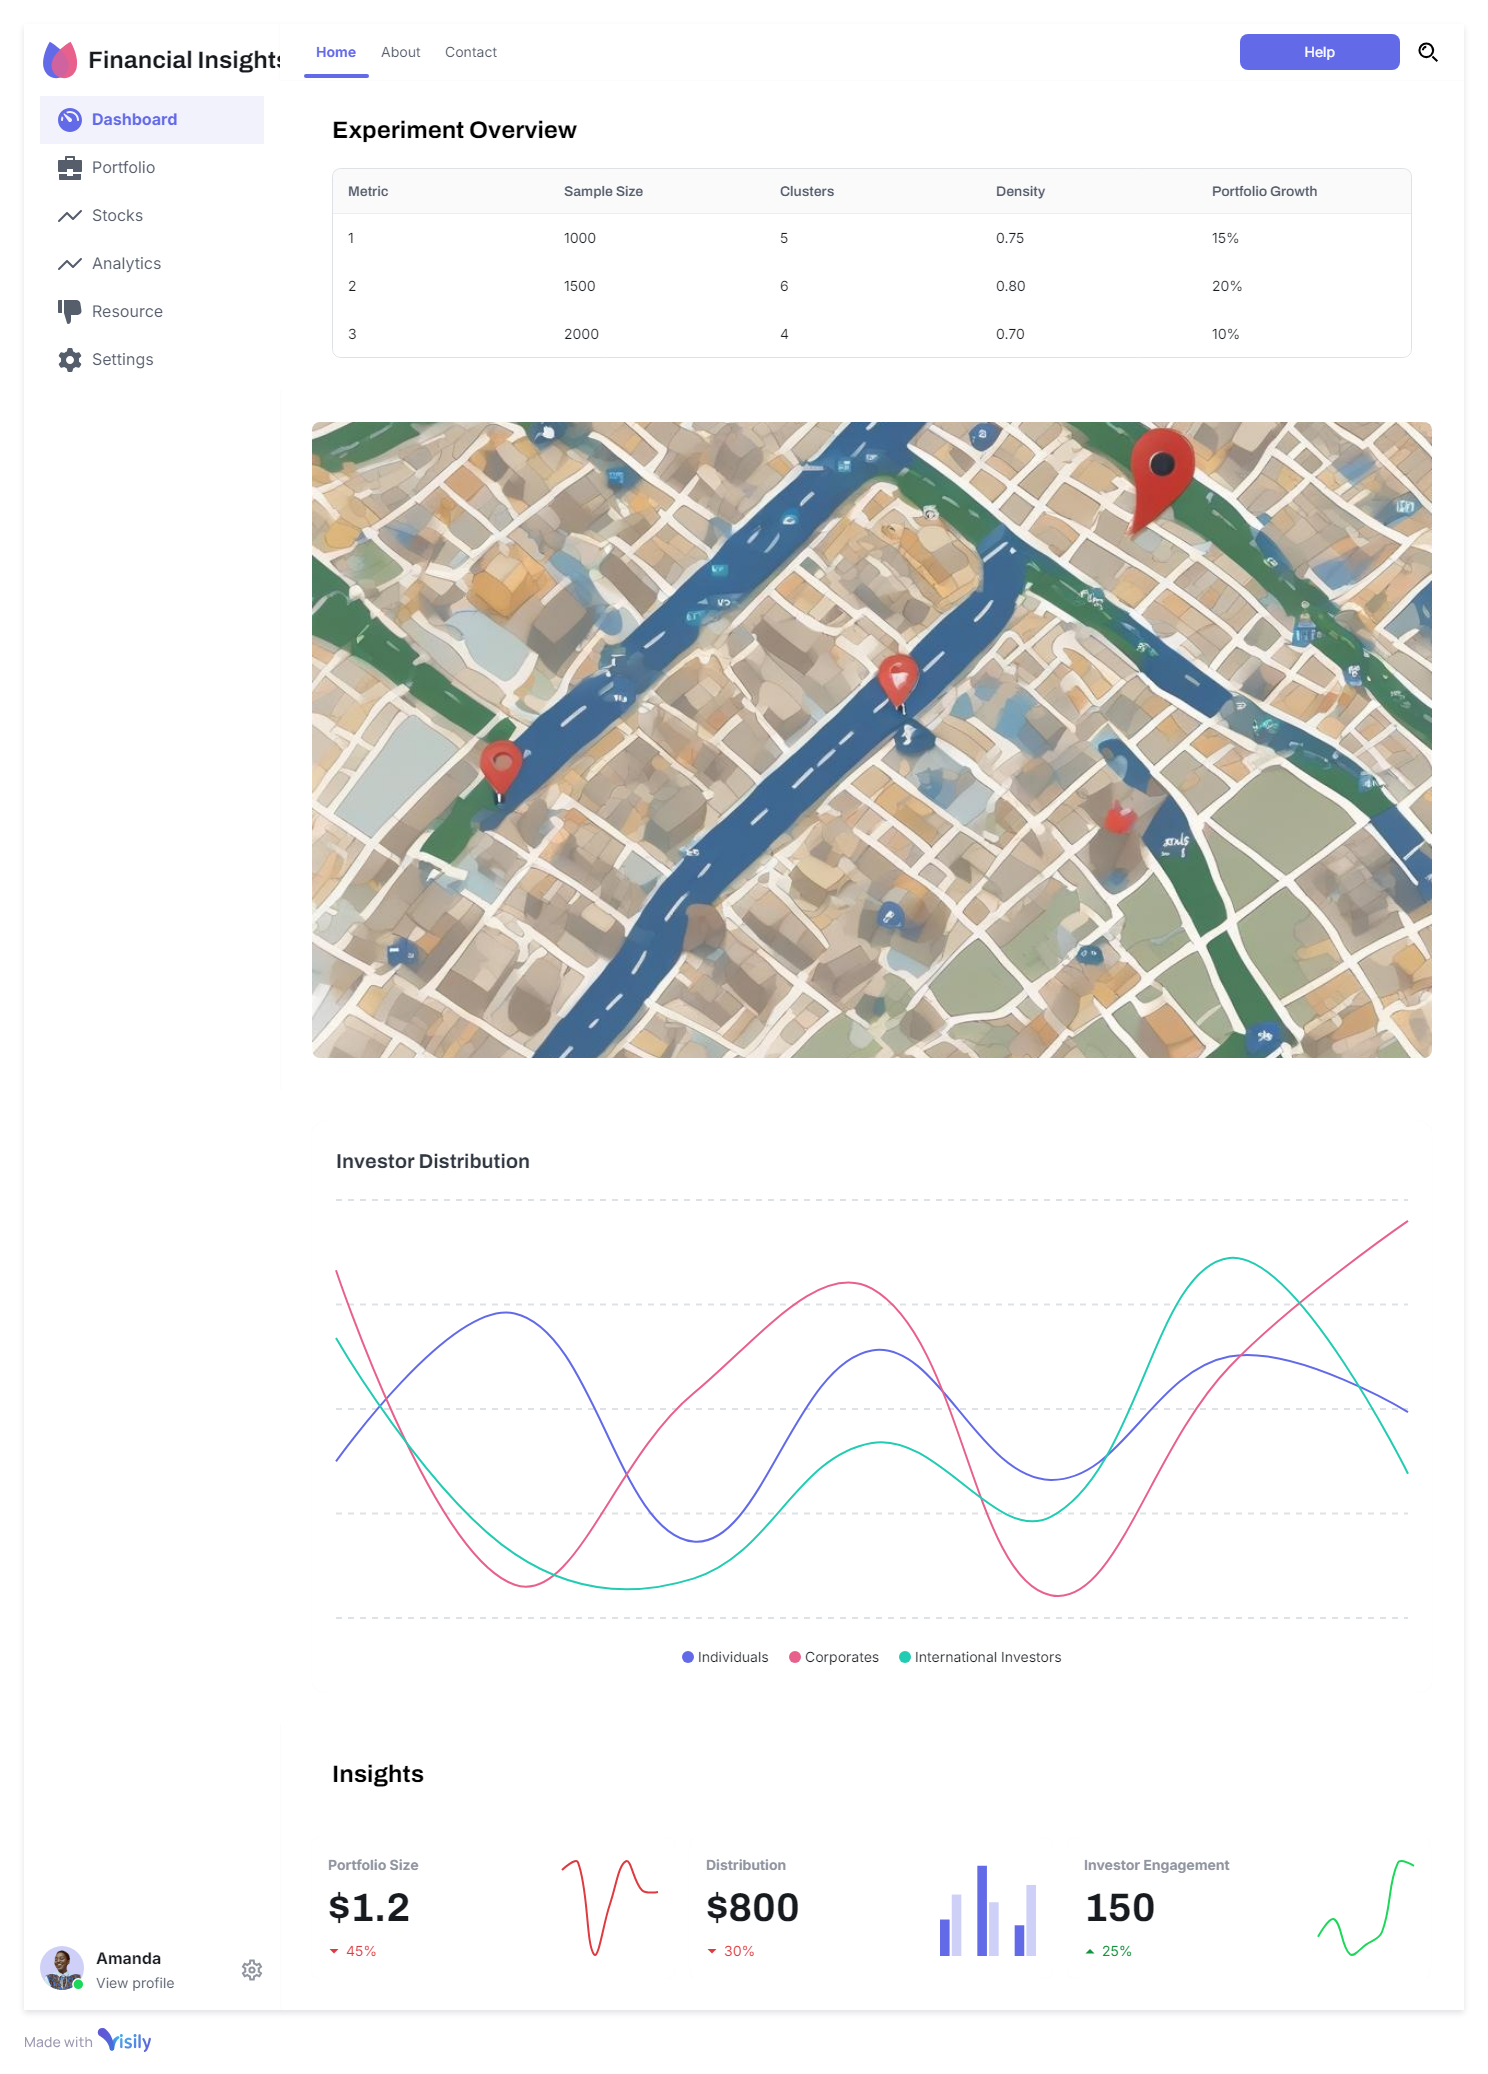 Financial Insights
Home About Contact
Help
Dashboard
Portfolio
Stocks
Analytics
Resource
Settings
Experiment Overview
Metric Sample Size Clusters Density Portfolio Growth
1 1000 5 0.75 15%
2 1500 6 0.80 20%
3 2000 4 0.70 10%
Investor Distribution
Individuals Corporates International Investors
Insights
Portfolio Size
$1.2
45%
Distribution
$800
30%
Investor Engagement
150
25%
Amanda
View profile
Made with Visily